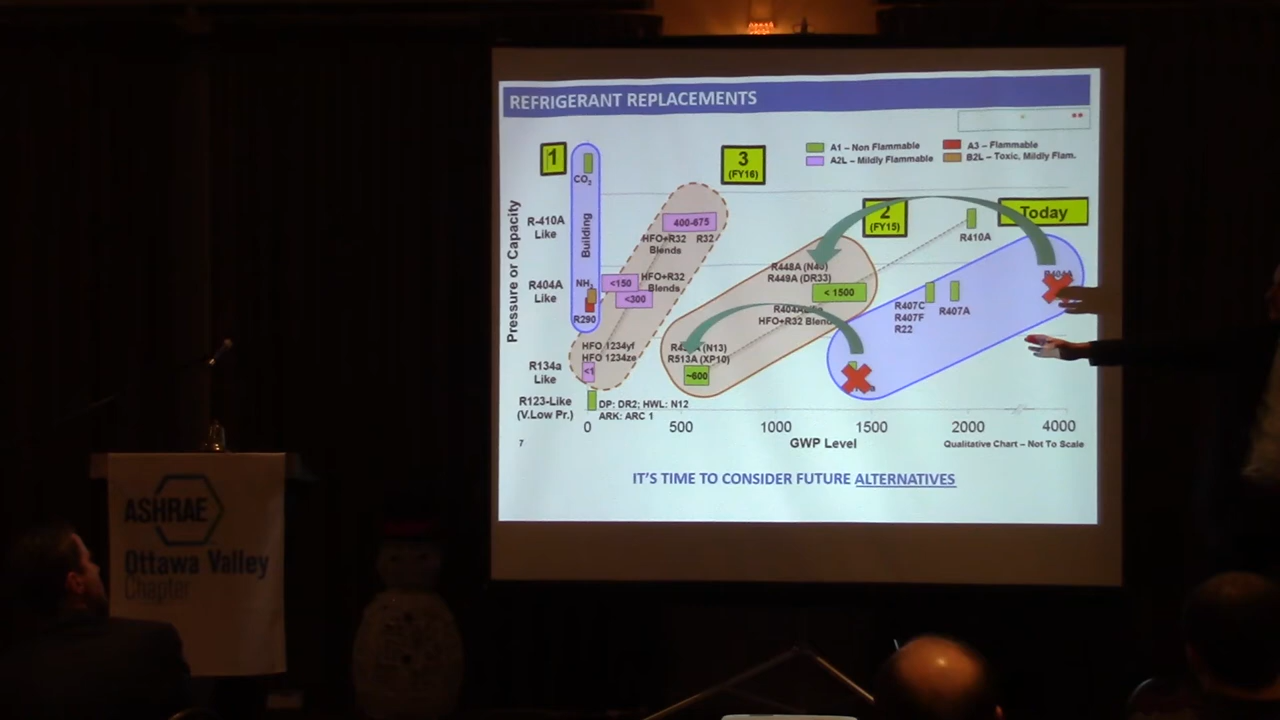 REFRIGERANT REPLACEMENTS
1
3
(FY16)
A1 – Non Flammable
A2L – Mildly Flammable
A3 – Flammable
B2L – Toxic, Mildly Flam.
CO2
2
(FY15)
Today
Pressure or Capacity
R-410A
Like
Building
400-675
HFO+R32
Blends
R32
R410A
R448A (N40)
R449A (DR33)
R404A
Like
NH3
<150
HFO+R32
Blends
<300
< 1500
R290
HFO+R32 Blend
R407C
R407F
R22
R407A
HFO 1234yf
HFO 1234ze
(N13)
R513A (XP10)
R134a
Like
<1
~600
R123-Like
(V.Low Pr.)
DP: DR2; HWL: N12
ARK: ARC 1
0
500
1000
1500
2000
4000
7
GWP Level
Qualitative Chart – Not To Scale
IT'S TIME TO CONSIDER FUTURE ALTERNATIVES
ASHRAE
Ottawa Valley
Chapter